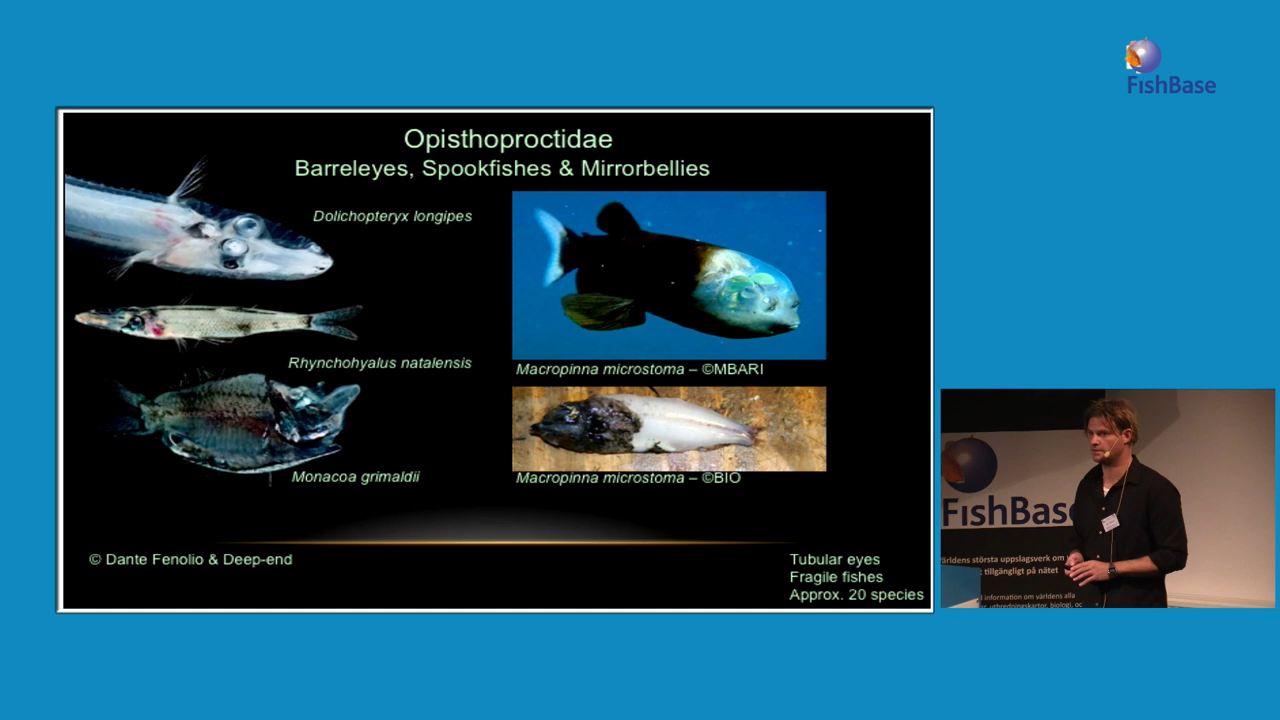 FishBase
Opisthoproctidae
Barreleyes, Spookfishes & Mirrorbellies
Dolichopteryx longipes
Rhynchohyalus natalensis
Macropinna microstoma – ©MBARI
Monacoa grimaldii
Macropinna microstoma – ©BIO
© Dante Fenolio & Deep-end
Tubular eyes
Fragile fishes
Approx. 20 species
FishBase
ärldens största uppslagsverk om
tillgängligt på nätet
information om världens alla
utbredningskartor, biologi, oc